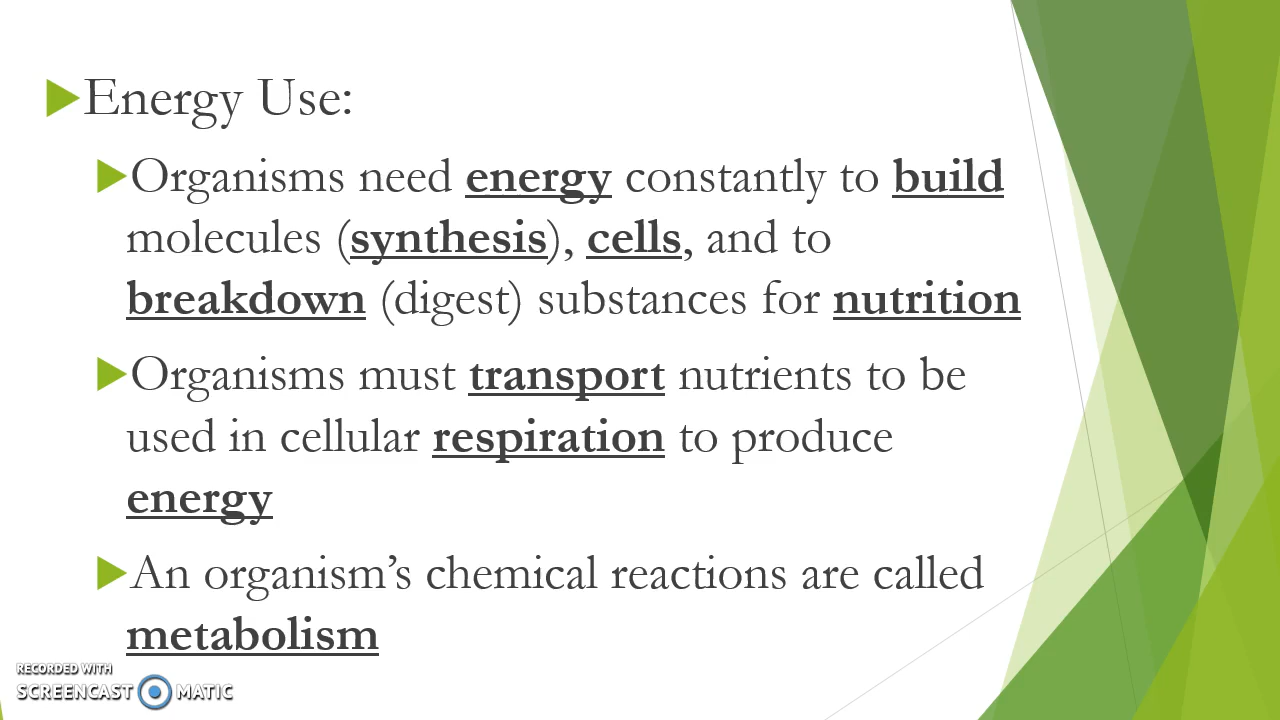 Energy Use:
Organisms need energy constantly to build
molecules (synthesis), cells, and to
breakdown (digest) substances for nutrition
Organisms must transport nutrients to be
used in cellular respiration to produce
energy
An organism’s chemical reactions are called
metabolism
RECORDED WITH
SCREENCAST MATIC